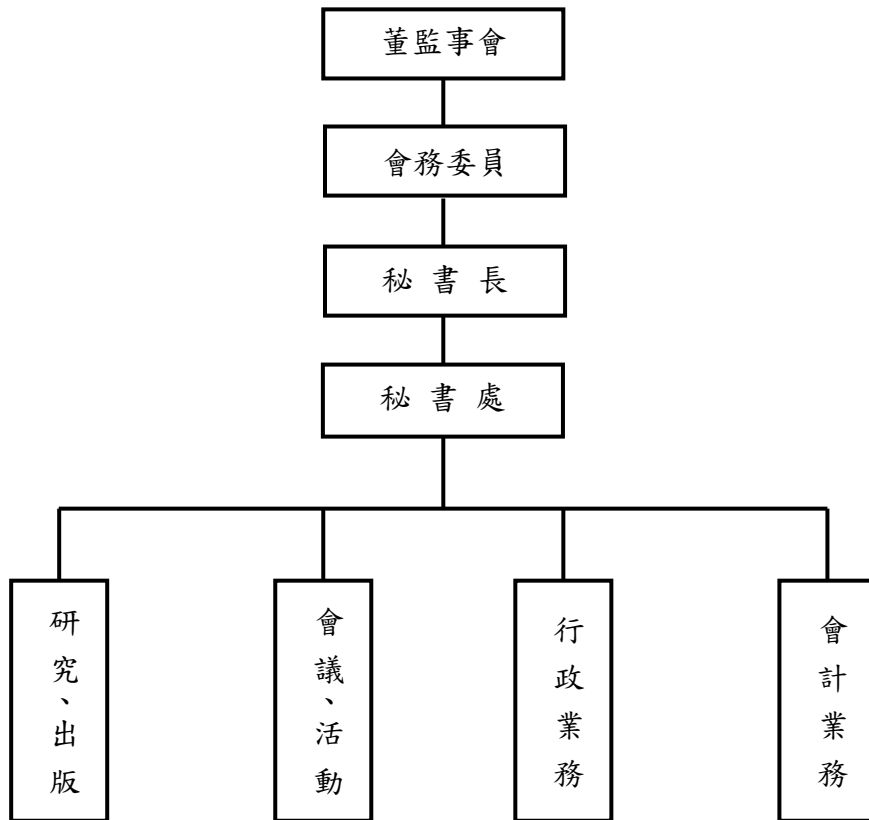 董監事會
會務委員
秘書長
秘書處
研究、出版
會議、活動
行政業務
會計業務